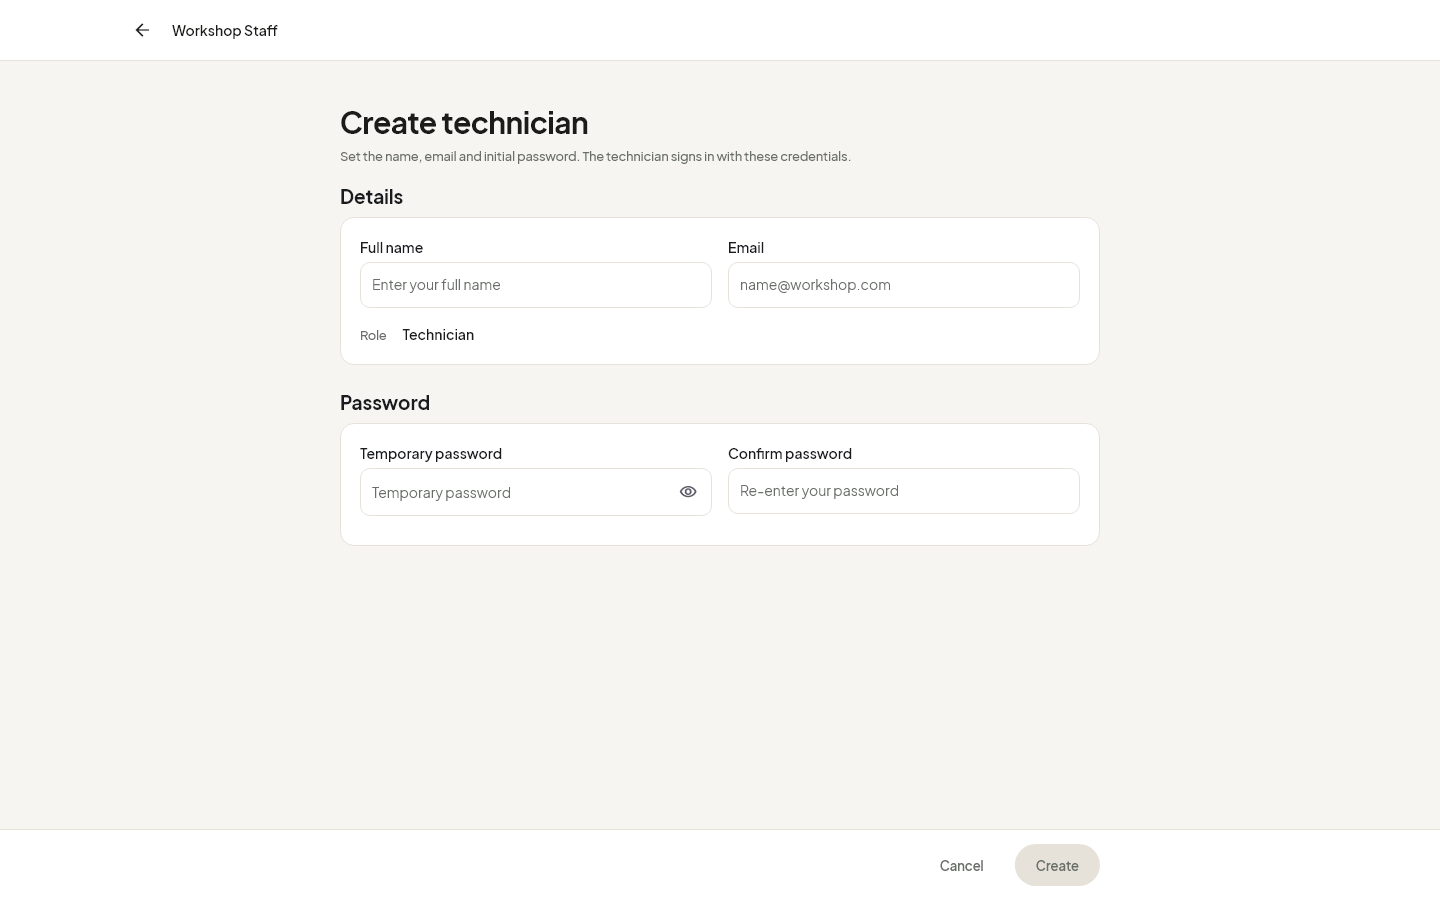 Workshop Staff
Create technician
Set the name, email and initial password. The technician signs in with these credentials.
Details
Full name
Email
Enter your full name
name@workshop.com
Role Technician
Password
Temporary password
Confirm password
Temporary password
Re-enter your password
Cancel
Create